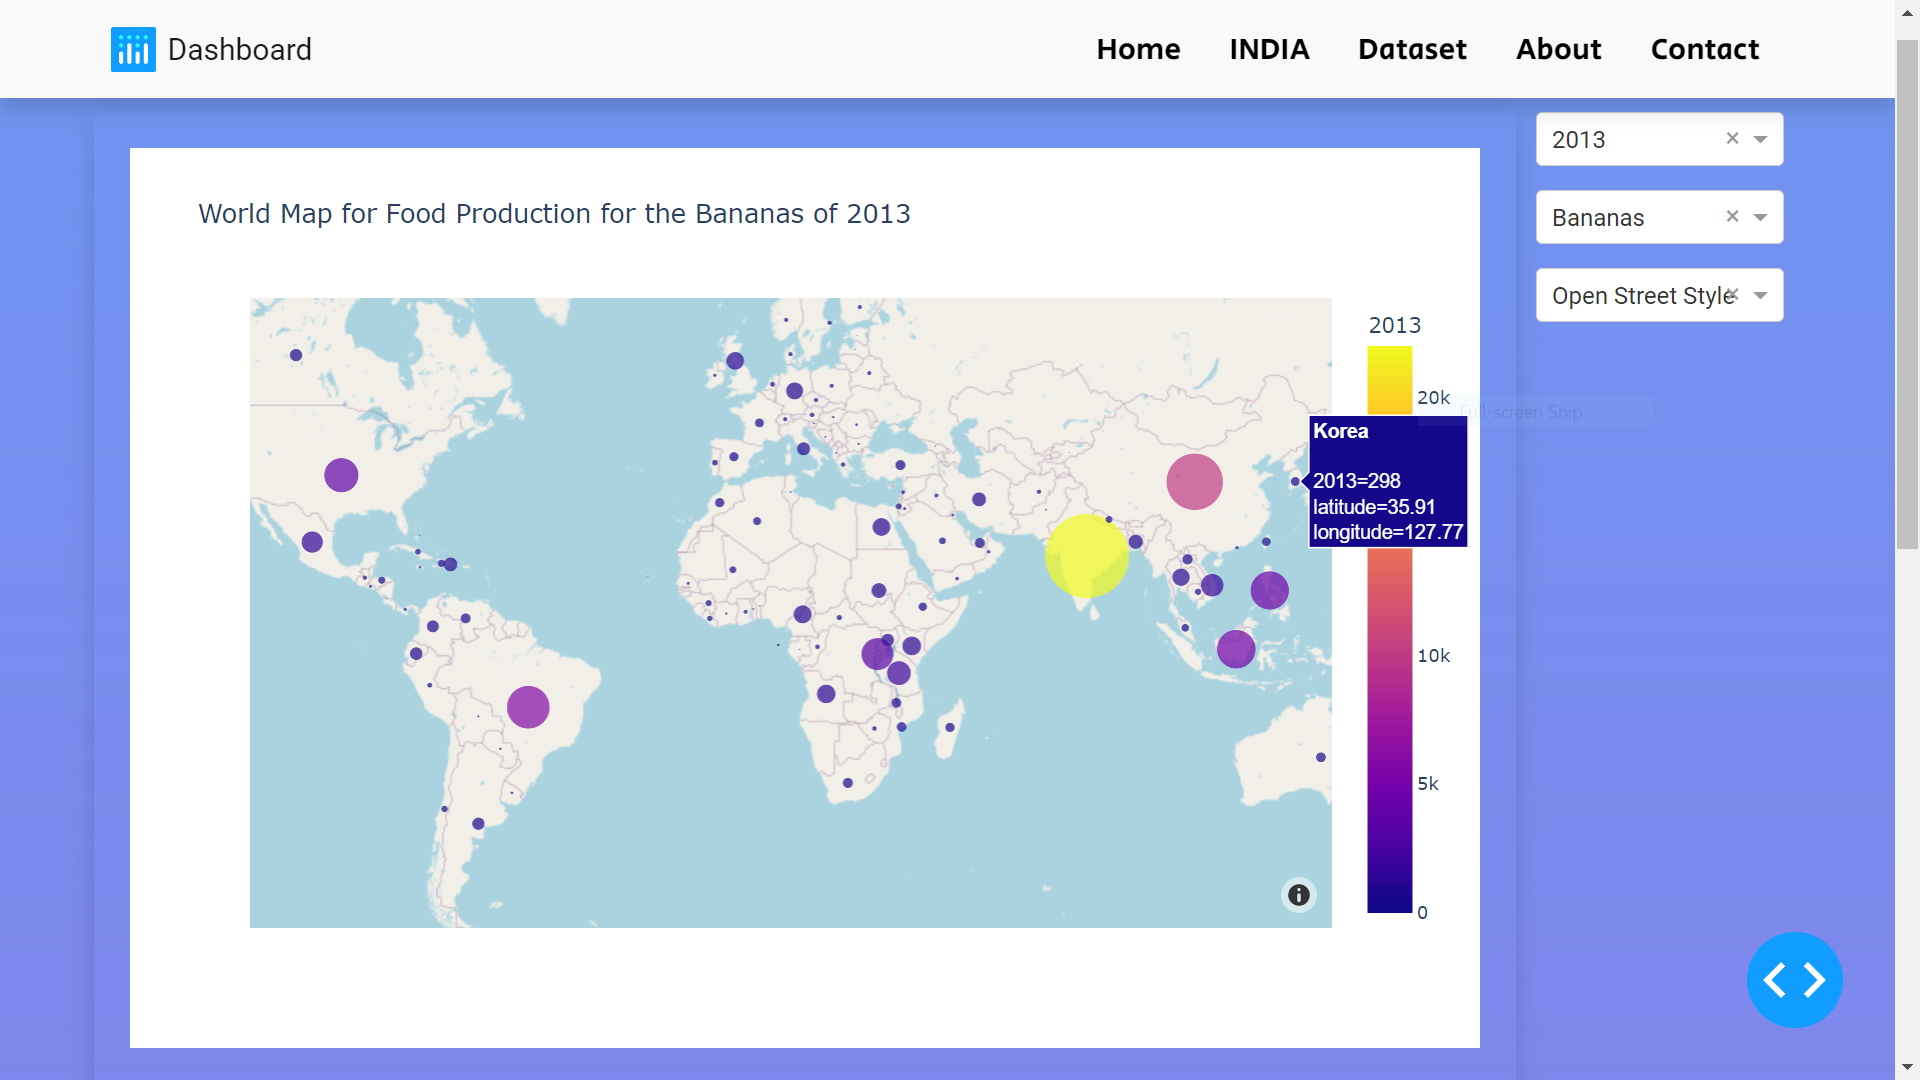 Dashboard
Home INDIA Dataset About Contact
2013
Bananas
Open Street Style
World Map for Food Production for the Bananas of 2013
2013
20k
Full-screen Snip
Korea
2013=298
latitude=35.91
longitude=127.77
10k
5k
0